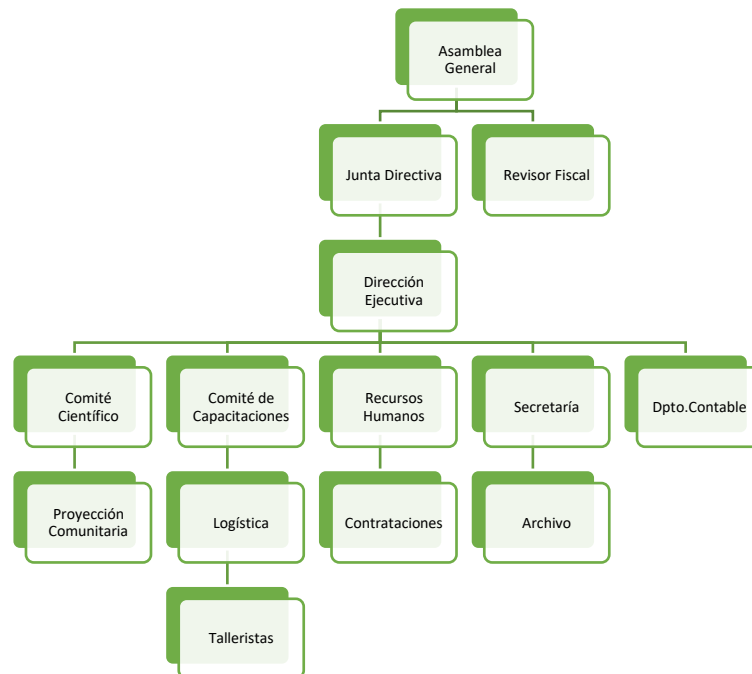 Asamblea
General
Junta Directiva
Revisor Fiscal
Dirección
Ejecutiva
Comité
Científico
Comité de
Capacitaciones
Recursos
Humanos
Secretaría
Dpto.Contable
Proyección
Comunitaria
Logística
Contrataciones
Archivo
Talleristas